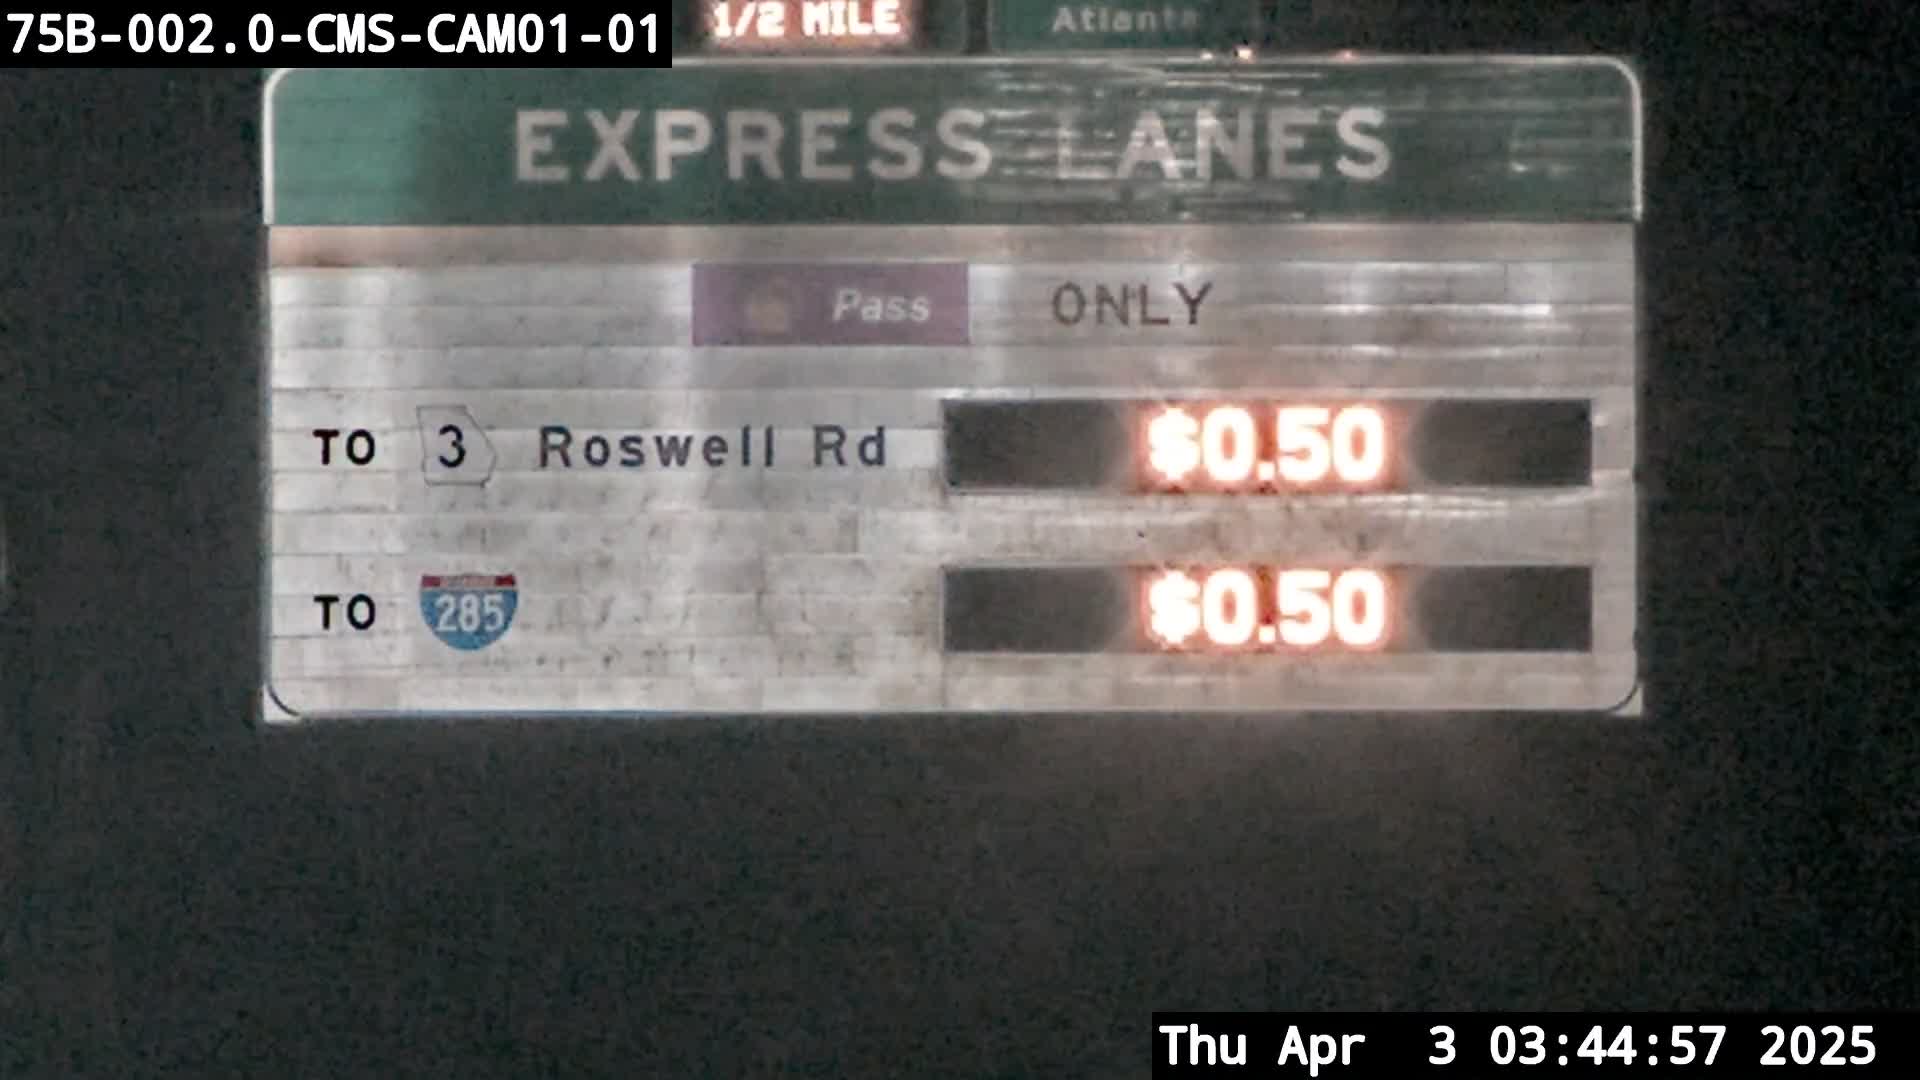 75B-002.0-CMS-CAM01-01
1/2 MILE
Atlanta
EXPRESS LANES
Pass ONLY
TO 3 Roswell Rd $0.50
TO 285 $0.50
Thu Apr 3 03:44:57 2025